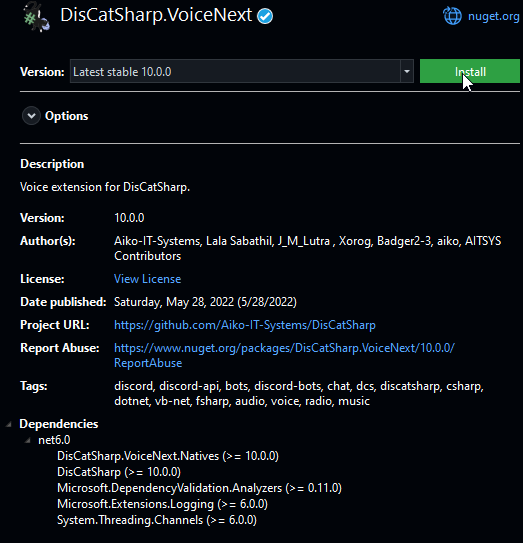 DisCatSharp.VoiceNext
nuget.org
Version: Latest stable 10.0.0 Install
Options
Description
Voice extension for DisCatSharp.
Version: 10.0.0
Author(s): Aiko-IT-Systems, Lala Sabathil, J_M_Lutra , Xorog, Badger2-3, aiko, AITSYS
Contributors
License: View License
Date published: Saturday, May 28, 2022 (5/28/2022)
Project URL: https://github.com/Aiko-IT-Systems/DisCatSharp
Report Abuse: https://www.nuget.org/packages/DisCatSharp.VoiceNext/10.0.0/
ReportAbuse
Tags: discord, discord-api, bots, discord-bots, chat, dcs, discatsharp, csharp,
dotnet, vb-net, fsharp, audio, voice, radio, music
Dependencies
net6.0
DisCatSharp.VoiceNext.Natives (>= 10.0.0)
DisCatSharp (>= 10.0.0)
Microsoft.DependencyValidation.Analyzers (>= 0.11.0)
Microsoft.Extensions.Logging (>= 6.0.0)
System.Threading.Channels (>= 6.0.0)